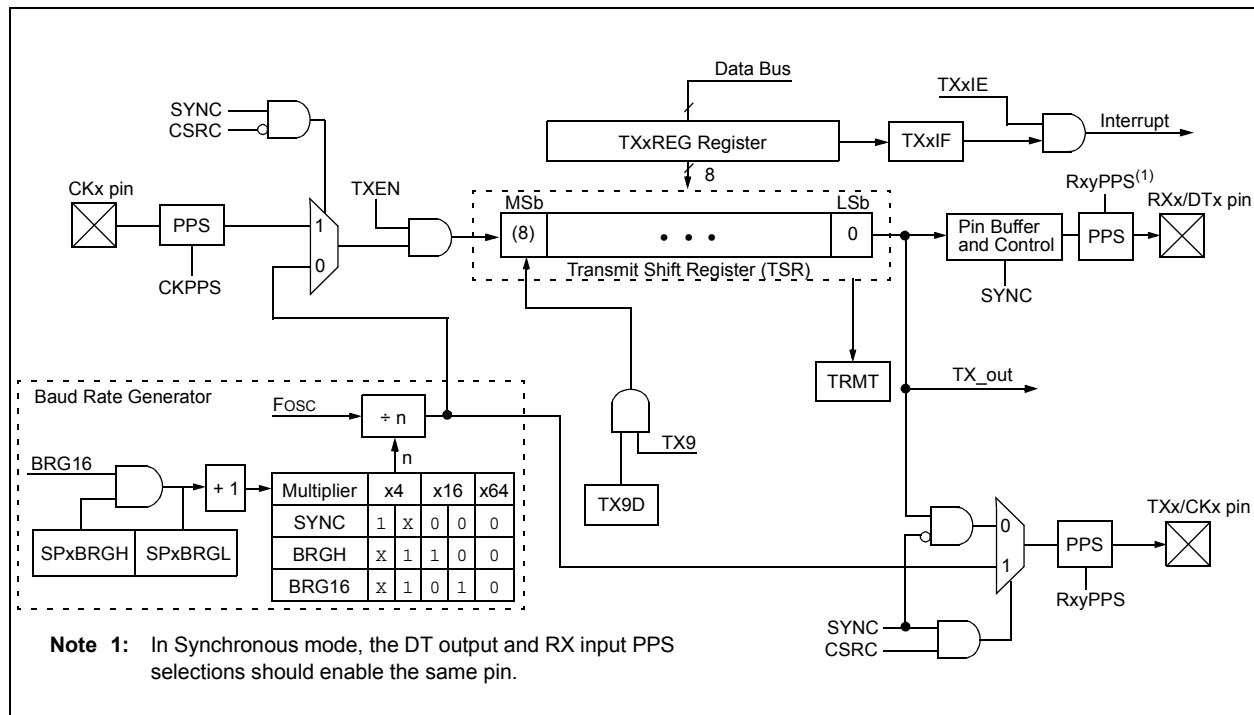 Data Bus
TXxIE
Interrupt
SYNC
CSRC
TXxREG Register
TXxIF
8
CKx pin
TXEN
MSb
LSb
RxyPPS(1)
RXx/DTx pin
PPS
1
0
(8)
• • •
0
Pin Buffer
and Control
PPS
Transmit Shift Register (TSR)
CKPPS
SYNC
TRMT
TX_out
Baud Rate Generator
FOSC
÷ n
n
TX9
BRG16
+ 1
Multiplier x4 x16 x64
SYNC 1 X 0 0 0
BRGH X 1 1 0 0
BRG16 X 1 0 1 0
SPxBRGH SPxBRGL
TX9D
TXx/CKx pin
0
1
PPS
RxyPPS
SYNC
CSRC
Note 1: In Synchronous mode, the DT output and RX input PPS
selections should enable the same pin.